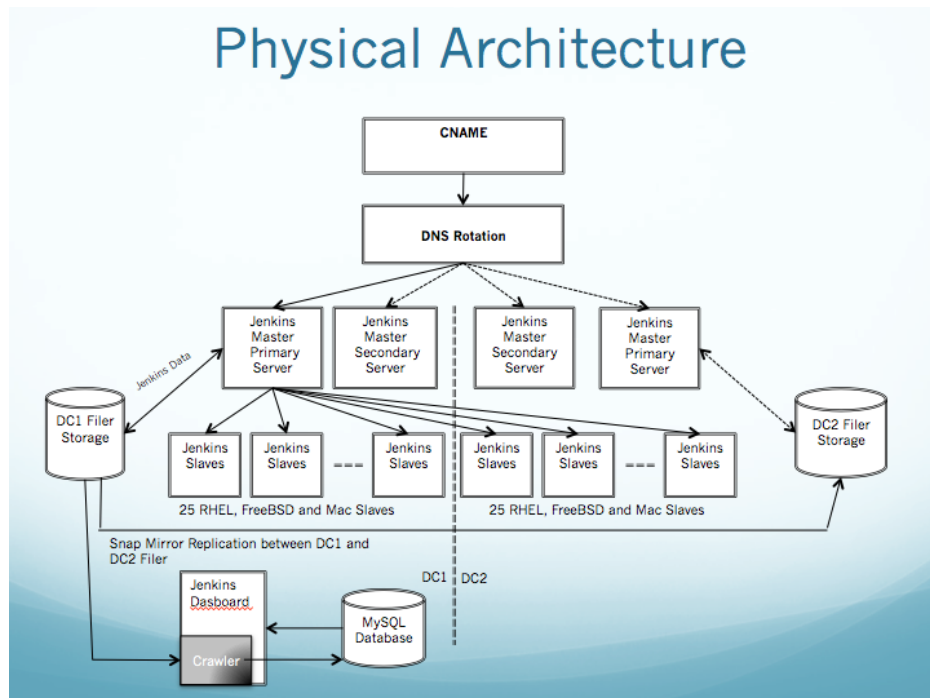 Physical Architecture
CNAME
DNS Rotation
Jenkins
Master
Primary
Server
Jenkins
Master
Secondary
Server
Jenkins
Master
Secondary
Server
Jenkins
Master
Primary
Server
Jenkins Data
DC1 Filer
Storage
DC2 Filer
Storage
Jenkins
Slaves
Jenkins
Slaves
---
Jenkins
Slaves
Jenkins
Slaves
Jenkins
Slaves
---
Jenkins
Slaves
25 RHEL, FreeBSD and Mac Slaves
25 RHEL, FreeBSD and Mac Slaves
Snap Mirror Replication between DC1 and
DC2 Filer
DC1
DC2
Jenkins
Dasboard
Crawler
MySQL
Database